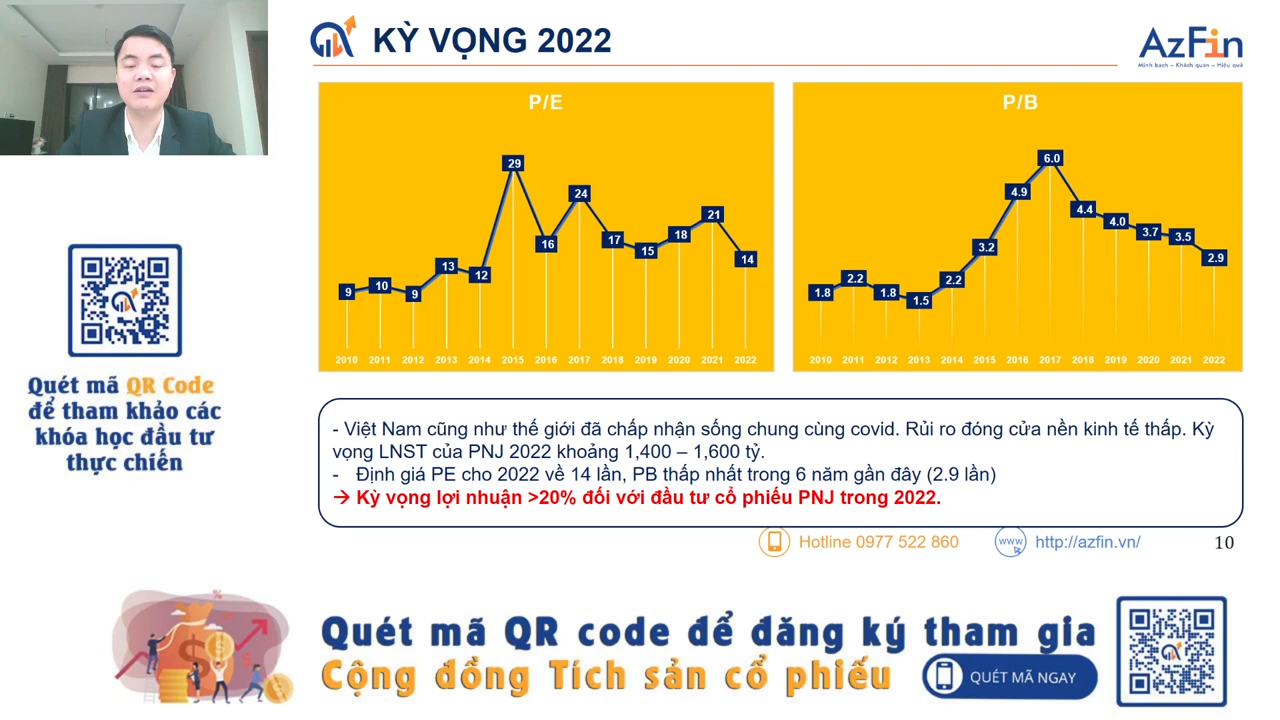 KỲ VỌNG 2022
AzFin
Minh bạch – Khách quan – Hiệu quả
P/E
9
10
9
13
12
29
16
24
17
15
18
21
14
2010 2011 2012 2013 2014 2015 2016 2017 2018 2019 2020 2021 2022
P/B
1.8
2.2
1.8
1.5
2.2
3.2
4.9
6.0
4.4
4.0
3.7
3.5
2.9
2010 2011 2012 2013 2014 2015 2016 2017 2018 2019 2020 2021 2022
Quét mã QR Code
để tham khảo các
khóa học đầu tư
thực chiến
- Việt Nam cũng như thế giới đã chấp nhận sống chung cùng covid. Rủi ro đóng cửa nền kinh tế thấp. Kỳ
vọng LNST của PNJ 2022 khoảng 1,400 – 1,600 tỷ.
- Định giá PE cho 2022 về 14 lần, PB thấp nhất trong 6 năm gần đây (2.9 lần)
→ Kỳ vọng lợi nhuận >20% đối với đầu tư cổ phiếu PNJ trong 2022.
Hotline 0977 522 860
www
http://azfin.vn/
10
Quét mã QR code để đăng ký tham gia
Cộng đồng Tích sản cổ phiếu
QUÉT MÃ NGAY